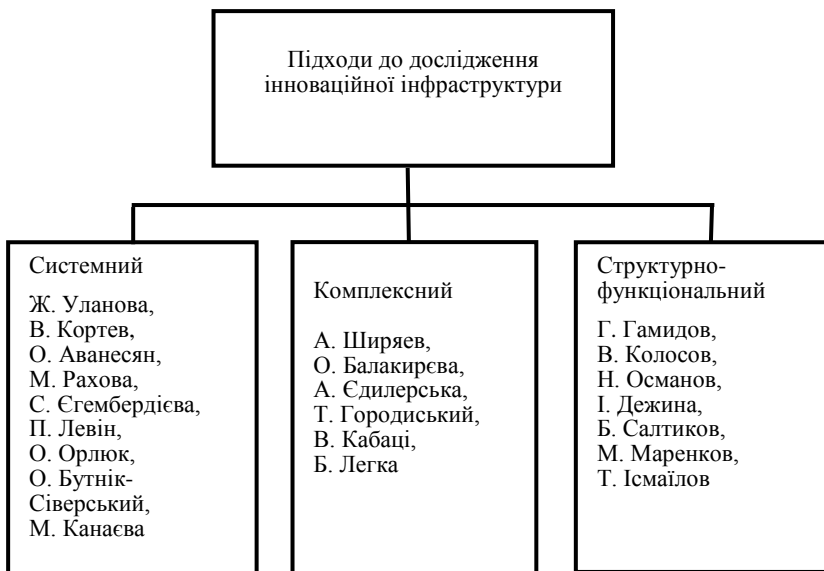 Підходи до дослідження
інноваційної інфраструктури
Системний
Ж. Уланова,
В. Кортев,
О. Аванесян,
М. Рахова,
С. Єгембердієва,
П. Левін,
О. Орлюк,
О. Бутнік-
Сіверський,
М. Канаєва
Комплексний
А. Ширяев,
О. Балакирєва,
А. Єдилерська,
Т. Городиський,
В. Кабаці,
Б. Легка
Структурно-
функціональний
Г. Гамидов,
В. Колосов,
Н. Османов,
І. Дежина,
Б. Салтиков,
М. Маренков,
Т. Ісмаїлов